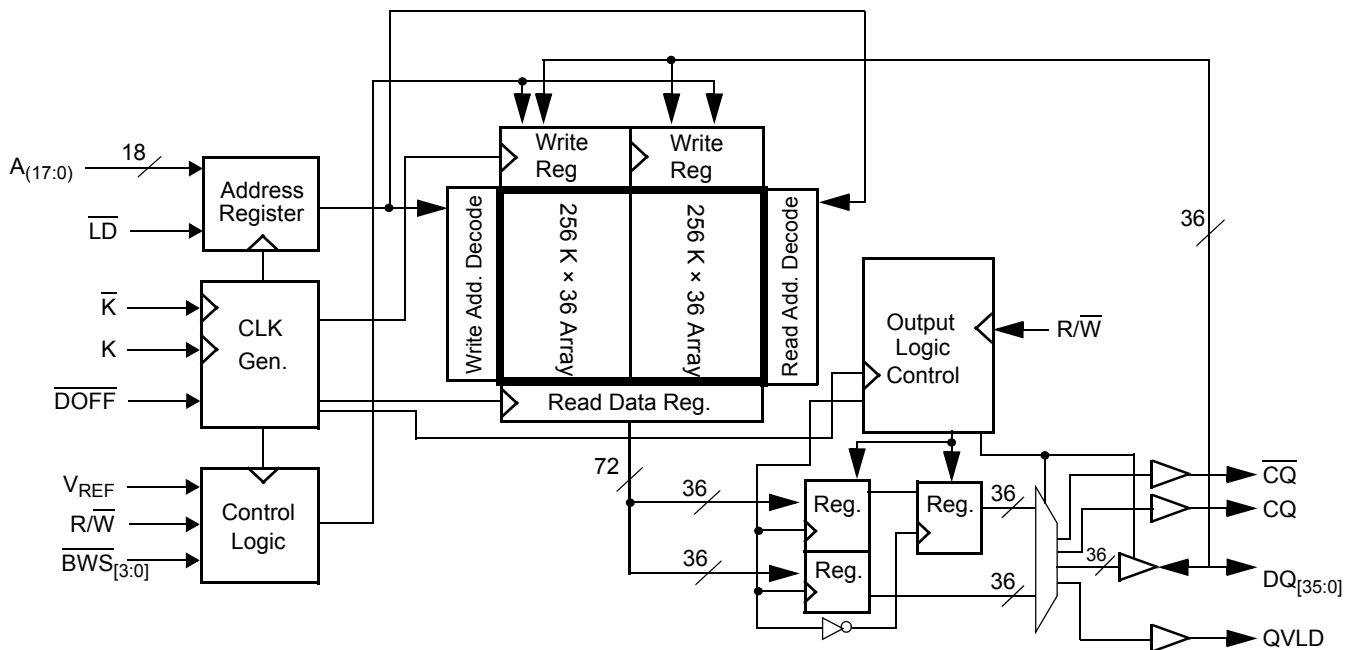 A(17:0)
18
LD
Address
Register
K
K
DOFF
CLK
Gen.
VREF
R/W
BWS[3:0]
Control
Logic
Write
Reg
Write
Reg
Write Add. Decode
256 K × 36 Array
256 K × 36 Array
Read Add. Decode
Read Data Reg.
36
Output
Logic
Control
R/W
72
36
36
Reg.
Reg.
Reg.
36
36
36
CQ
CQ
DQ[35:0]
QVLD